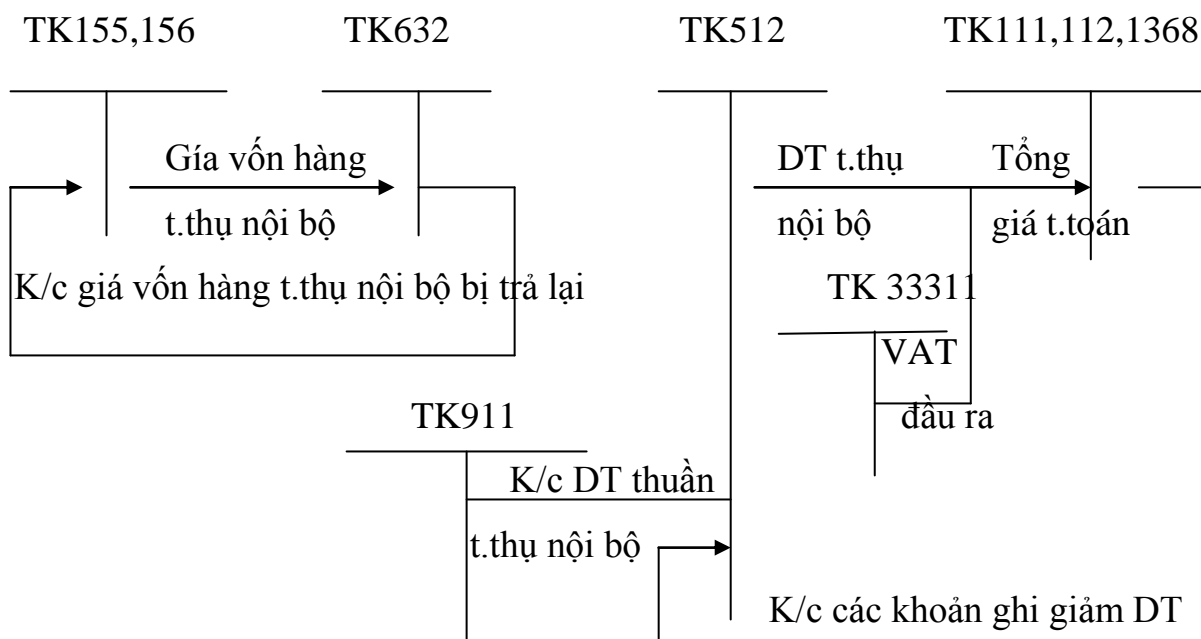 TK155,156 TK632 TK512 TK111,112,1368
Gía vốn hàng DT t.thụ Tổng
t.thụ nội bộ nội bộ giá t.toán
K/c giá vốn hàng t.thụ nội bộ bị trả lại TK 33311
VAT
TK911 đầu ra
K/c DT thuần
t.thụ nội bộ
K/c các khoản ghi giảm DT